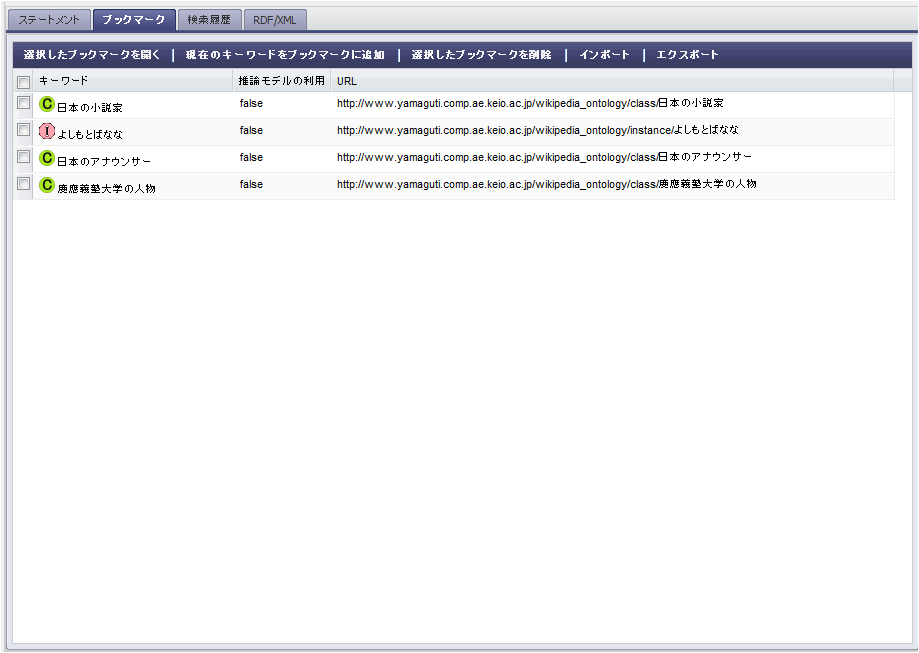 ステートメント ブックマーク 検索履歴 RDF/XML
選択したブックマークを開く | 現在のキーワードをブックマークに追加 | 選択したブックマークを削除 | インポート | エクスポート
キーワード 推論モデルの利用 URL
C 日本の小説家 false http://www.yamaguti.comp.ae.keio.ac.jp/wikipedia_ontology/class/日本の小説家
I よしもとばなな false http://www.yamaguti.comp.ae.keio.ac.jp/wikipedia_ontology/instance/よしもとばなな
C 日本のアナウンサー false http://www.yamaguti.comp.ae.keio.ac.jp/wikipedia_ontology/class/日本のアナウンサー
C 慶應義塾大学の人物 false http://www.yamaguti.comp.ae.keio.ac.jp/wikipedia_ontology/class/慶應義塾大学の人物